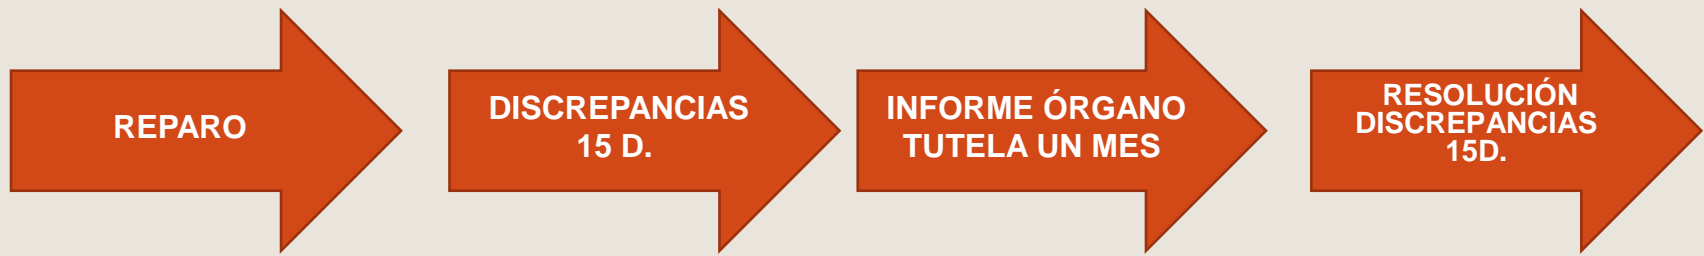 REPARO
DISCREPANCIAS
15 D.
INFORME ÓRGANO
TUTELA UN MES
RESOLUCIÓN
DISCREPANCIAS
15D.